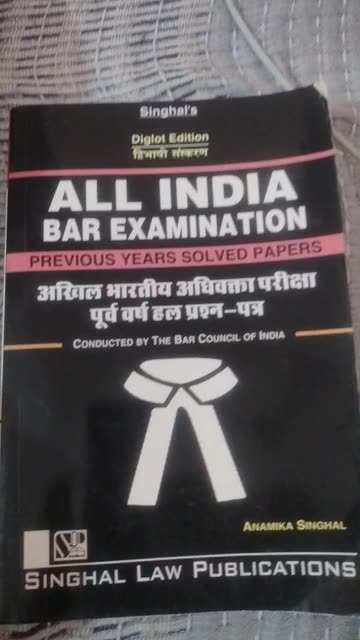 Singhal's
Diglot Edition
द्विभाषी संस्करण
ALL INDIA
BAR EXAMINATION
PREVIOUS YEARS SOLVED PAPERS
अखिल भारतीय अधिवक्ता परीक्षा
पूर्व वर्ष हल प्रश्न-पत्र
CONDUCTED BY THE BAR COUNCIL OF INDIA
ANAMIKA SINGHAL
SINGHAL LAW PUBLICATIONS